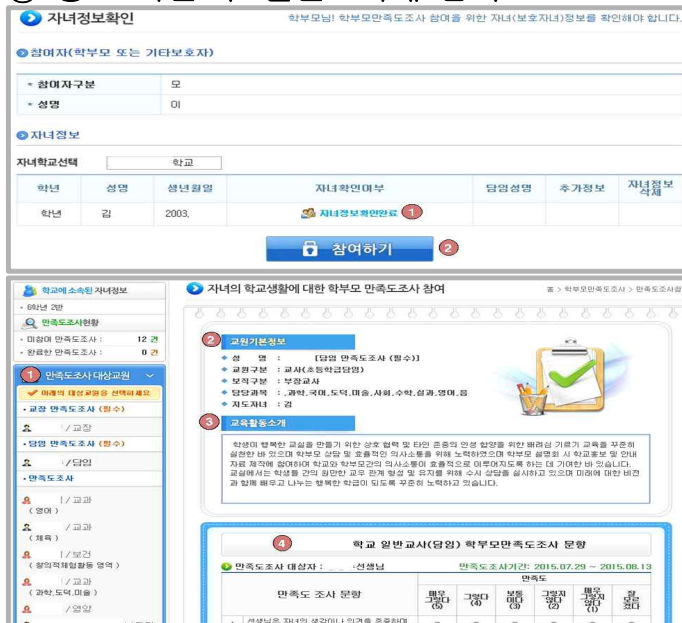 자녀정보확인
학부모님! 학부모만족도조사 참여를 위한 자녀(보호자녀)정보를 확인해야 합니다.
참여자(학부모 또는 기타보호자)
참여자구분 모
성명 이
자녀정보
자녀학교선택 학교
학년 성명 생년월일 자녀확인여부 담임성명 추가정보 자녀정보 삭제
학년 김 2003. 자녀정보확인완료 1
참여하기 2
학교에 소속된 자녀정보
- 6학년 2반
만족도조사현황
- 미참여 만족도조사 : 12 건
- 완료한 만족도조사 : 0 건
1 만족도조사 대상교원
아래의 대상교원을 선택하세요
교장 만족도조사 (필수)
/ 교장
담임 만족도조사 (필수)
/ 담임
만족도조사
/ 교과
( 영어 )
/ 교과
( 체육 )
/ 보건
( 창의적체험활동 영역 )
/ 교과
( 과학,도덕,미술 )
/ 영양
자녀의 학교생활에 대한 학부모 만족도조사 참여
홈 > 학부모만족도조사 > 만족도조사참
2 교원기본정보
성 명 : [담임 만족도조사 (필수)]
교원구분 : 교사(초등학급담임)
보직구분 : 부장교사
담당과목 : ,과학,국어,도덕,미술,사회,수학,실과,영어,음
지도자녀 : 김
3 교육활동소개
학생이 행복한 교실을 만들기 위한 상호 협력 및 타인 존중의 인성 함양을 위한 배려심 기르기 교육을 꾸준히
실천한 바 있으며 학부모 상담 및 효율적인 의사소통을 위해 노력하였으며 학부모 설명회 시 학교홍보 및 안내
자료 제작에 참여하여 학교와 학부모간의 의사소통이 효율적으로 이루어지도록 하는 데 기여한 바 있습니다.
교실에서는 학생들 간의 원만한 교우 관계 형성 및 유지를 위해 수시 상담을 실시하고 있으며 미래에 대한 비전
과 함께 배우고 나누는 행복한 학급이 되도록 꾸준히 노력하고 있습니다.
4 학교 일반교사(담임) 학부모만족도조사 문항
만족도조사 대상자 : 선생님 만족도조사기간: 2015.07.29 ~ 2015.08.13
만족도 조사 문항
만족도
매우 그렇다 (5) 그렇다 (4) 보통 이다 (3) 그렇지 않다 (2) 매우 그렇지 않다 (1) 잘 모르 겠다
선생님은 자녀의 생각이나 의견을 존중하며